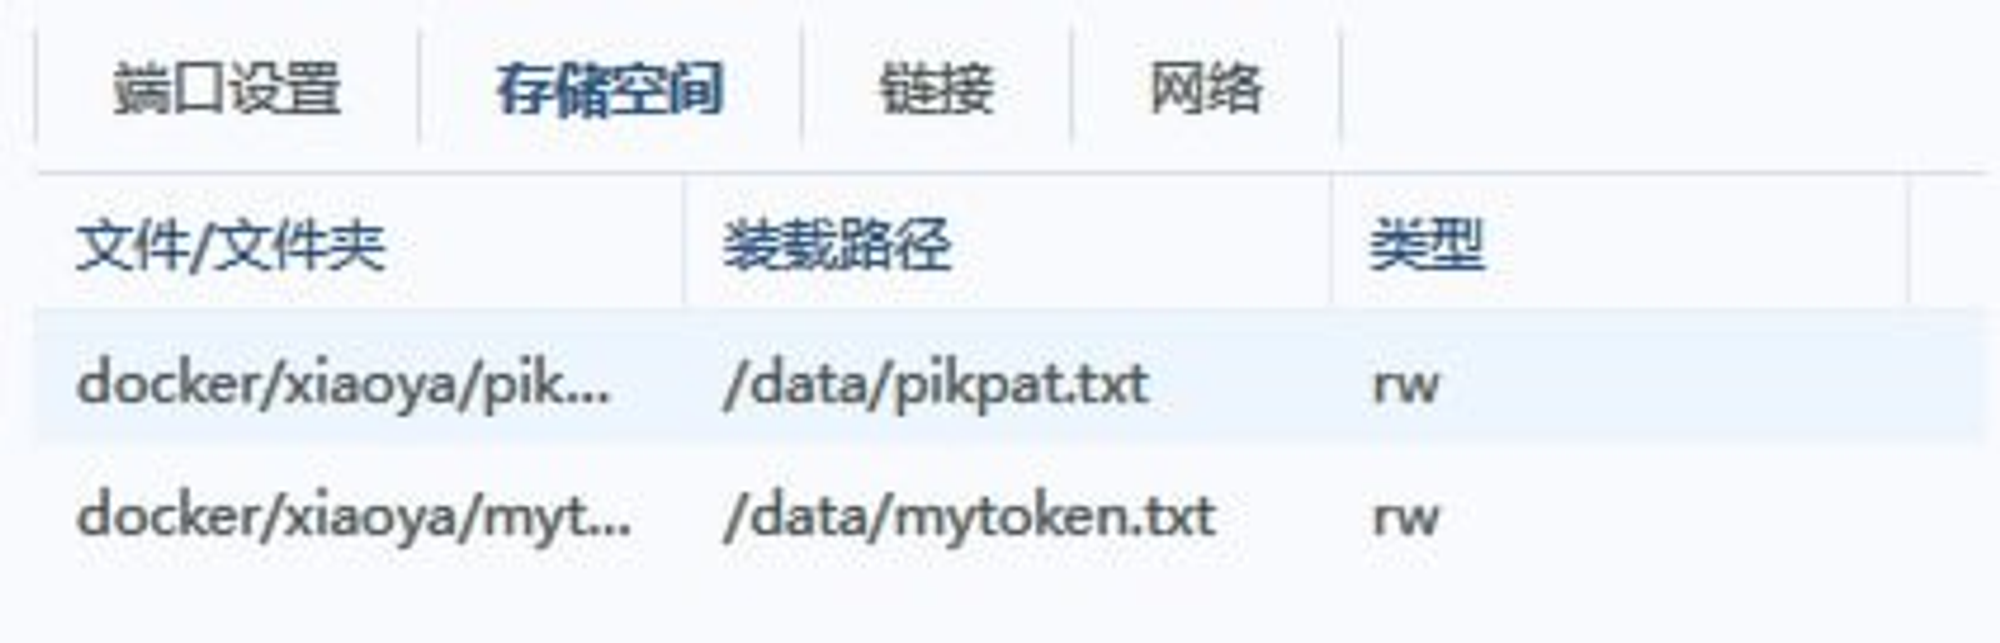 端口设置 存储空间 链接 网络
文件/文件夹 装载路径 类型
docker/xiaoya/pik... /data/pikpat.txt rw
docker/xiaoya/myt... /data/mytoken.txt rw